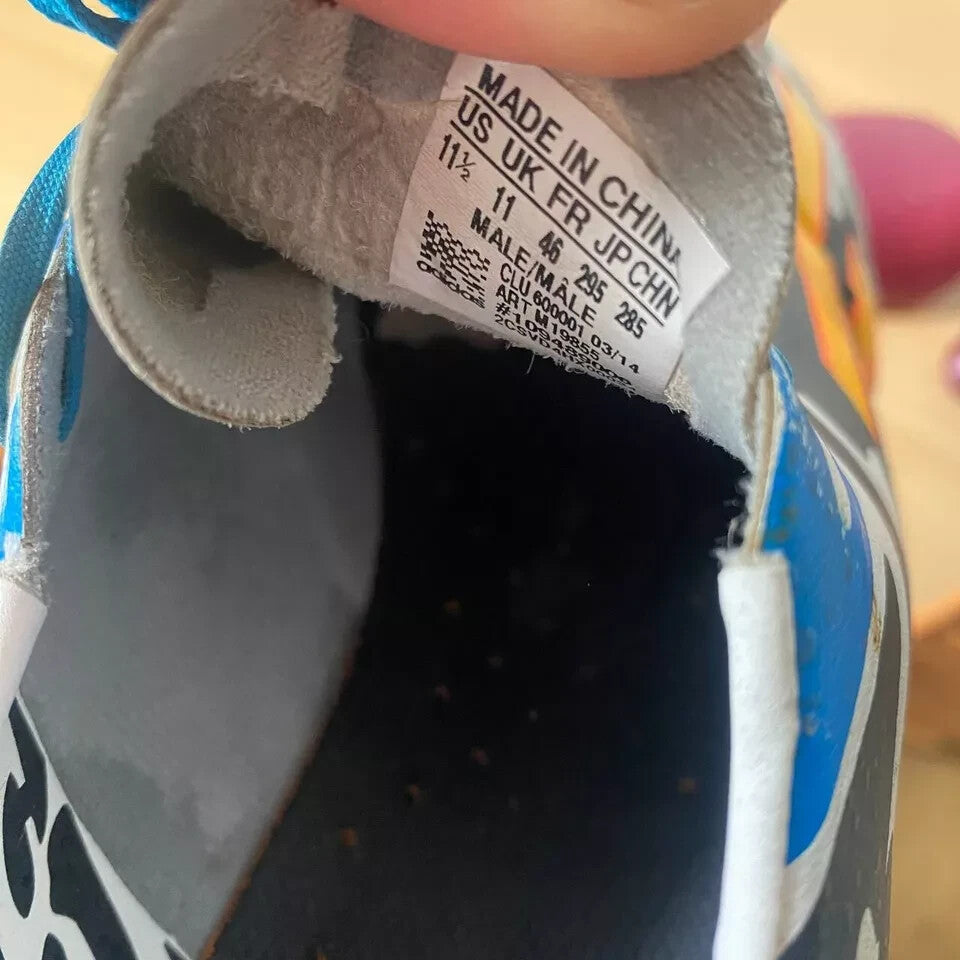 MADE IN CHINA
US UK FR JP CHN
11½ 11 46 295 285
MALE/MÂLE
CLU 600001 03/14
ART M19855